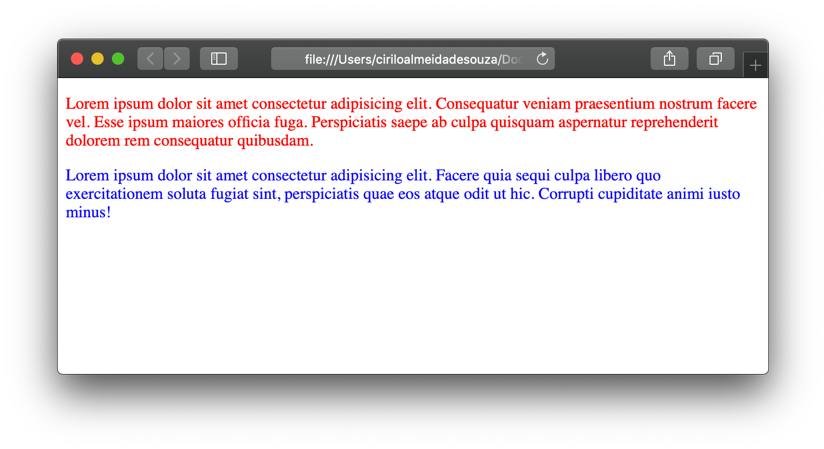 file:///Users/ciriloalmeidadesouza/Do
Lorem ipsum dolor sit amet consectetur adipisicing elit. Consequatur veniam praesentium nostrum facere
vel. Esse ipsum maiores officia fuga. Perspiciatis saepe ab culpa quisquam aspernatur reprehenderit
dolorem rem consequatur quibusdam.
Lorem ipsum dolor sit amet consectetur adipisicing elit. Facere quia sequi culpa libero quo
exercitationem soluta fugiat sint, perspiciatis quae eos atque odit ut hic. Corrupti cupiditate animi iusto
minus!